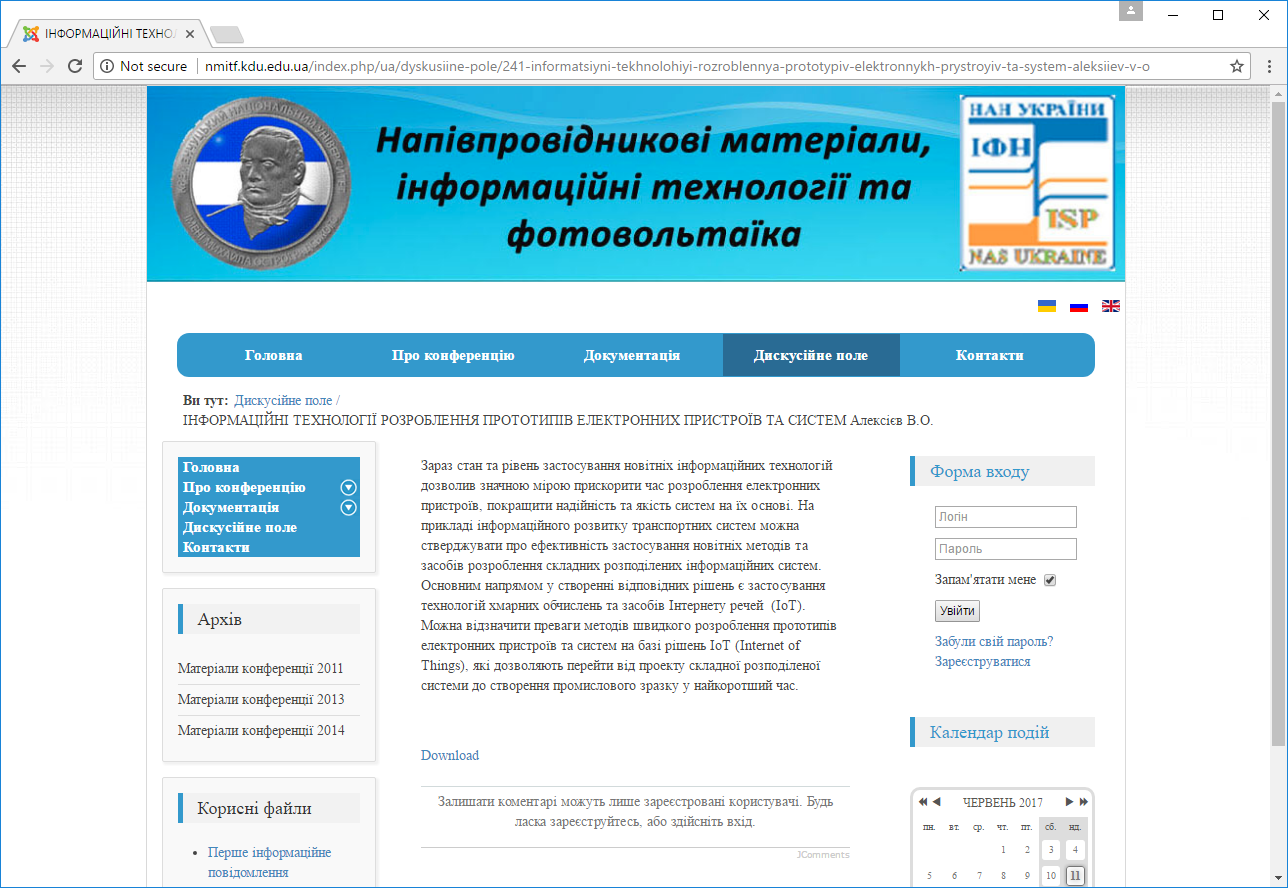 ІНФОРМАЦІЙНІ ТЕХНО
Not secure
nmitf.kdu.edu.ua/index.php/ua/dyskusiine-pole/241-informatsiyni-tekhnolohiyi-rozroblennya-prototypiv-elektronnykh-prystroyiv-ta-system-aleksiiev-v-o
Напівпровідникові матеріали,
інформаційні технології та
фотовольтаїка
НАН УКРАЇНИ
ІФН
ISP
NAS UKRAINE
Головна
Про конференцію
Документація
Дискусійне поле
Контакти
Ви тут: Дискусійне поле /
ІНФОРМАЦІЙНІ ТЕХНОЛОГІЇ РОЗРОБЛЕННЯ ПРОТОТИПІВ ЕЛЕКТРОННИХ ПРИСТРОЇВ ТА СИСТЕМ Алексієв В.О.
Головна
Про конференцію
Документація
Дискусійне поле
Контакти
Архів
Матеріали конференції 2011
Матеріали конференції 2013
Матеріали конференції 2014
Корисні файли
Перше інформаційне
повідомлення
Зараз стан та рівень застосування новітніх інформаційних технологій
дозволив значною мірою прискорити час розроблення електронних
пристроїв, покращити надійність та якість систем на їх основі. На
прикладі інформаційного розвитку транспортних систем можна
стверджувати про ефективність застосування новітніх методів та
засобів розроблення складних розподілених інформаційних систем.
Основним напрямом у створенні відповідних рішень є застосування
технологій хмарних обчислень та засобів Інтернету речей  (IoT).
Можна відзначити переваги методів швидкого розроблення прототипів
електронних пристроїв та систем на базі рішень IoT (Internet of
Things), які дозволяють перейти від проекту складної розподіленої
системи до створення промислового зразку у найкоротший час.
Download
Залишати коментарі можуть лише зареєстровані користувачі. Будь
ласка зареєструйтесь, або здійсніть вхід.
JComments
Форма входу
Логін
Пароль
Запам'ятати мене
Увійти
Забули свій пароль?
Зареєструватися
Календар подій
ЧЕРВЕНЬ 2017
пн. вт. ср. чт. пт. сб. нд.
1 2 3 4
5 6 7 8 9 10 11